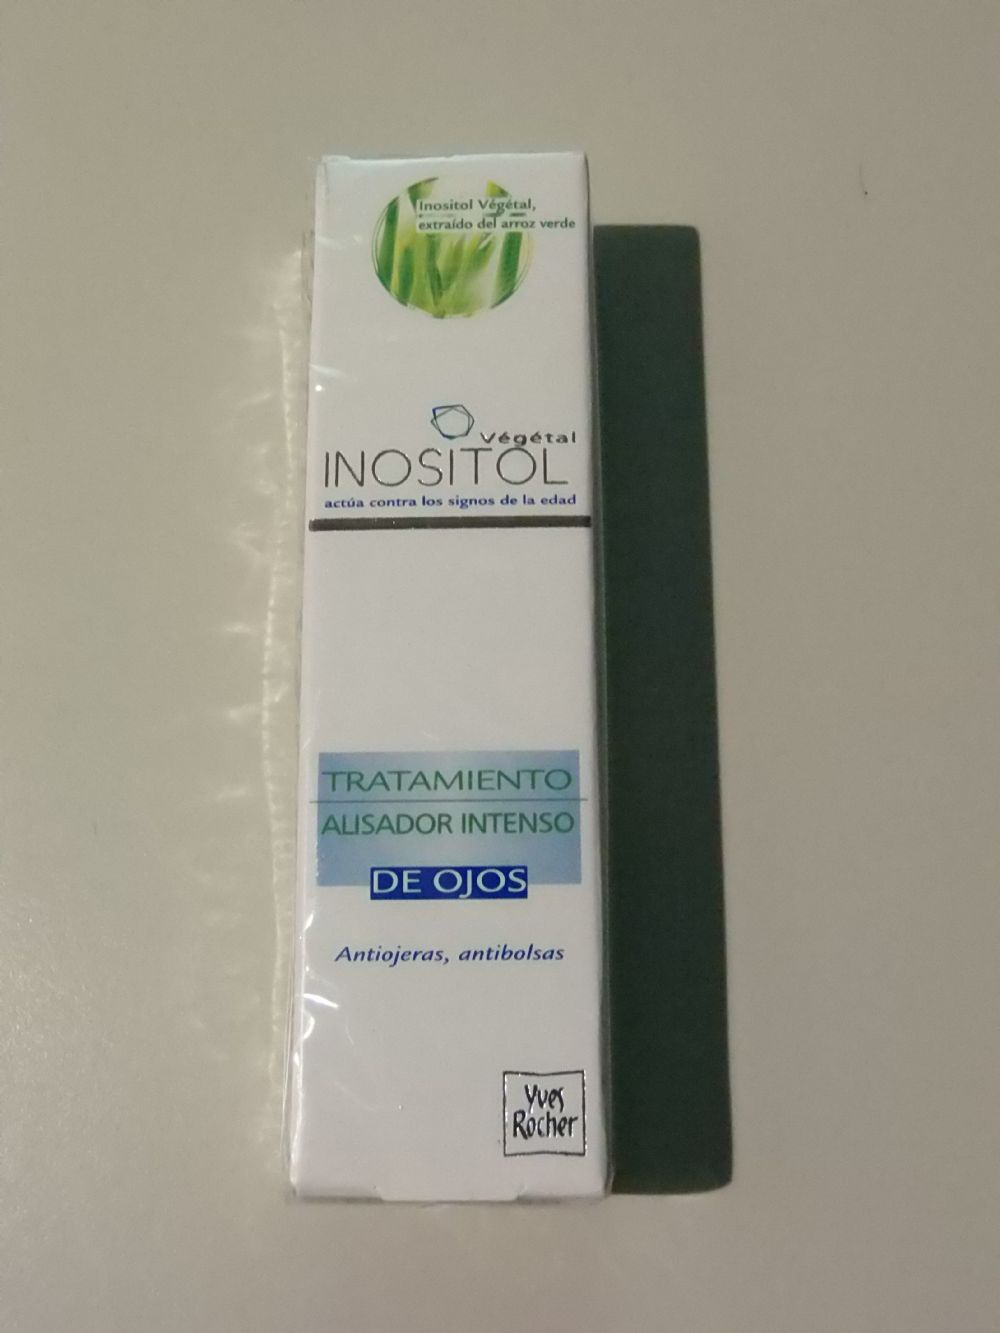 Inositol Végétal,
extraído del arroz verde
Végétal
INOSITOL
actúa contra los signos de la edad
TRATAMIENTO
ALISADOR INTENSO
DE OJOS
Antiojeras, antibolsas
Yves
Rocher